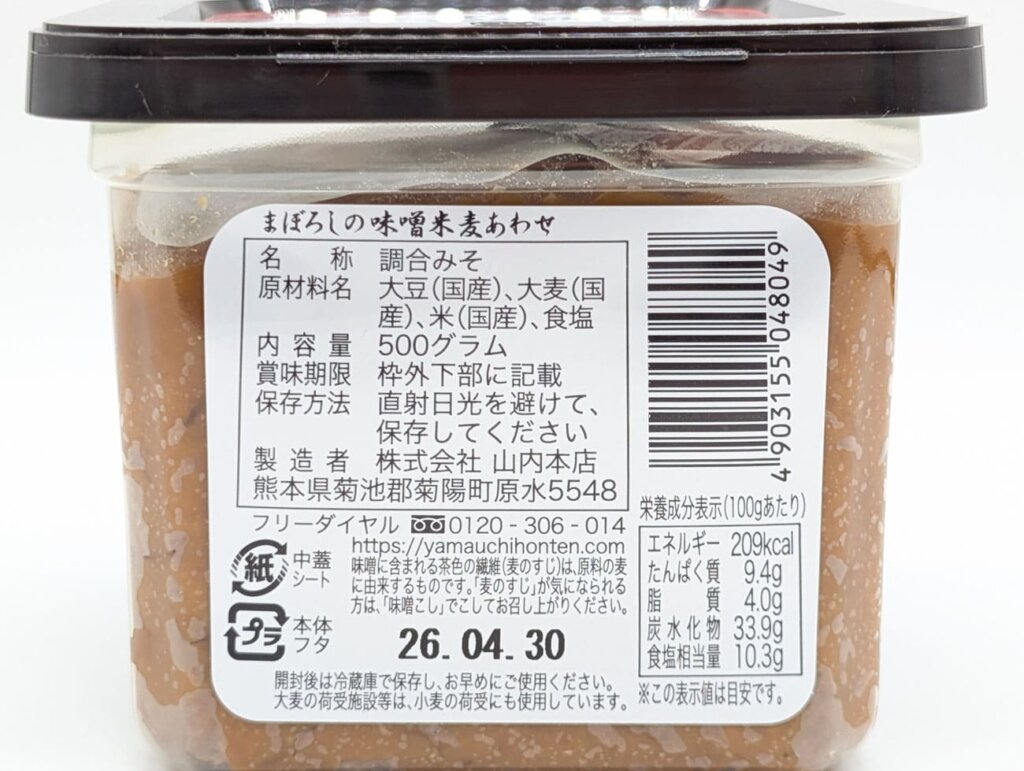 まぼろしの味噌米麦あわせ
名称 調合みそ
原材料名 大豆(国産)、大麦(国
産)、米(国産)、食塩
内容量 500グラム
賞味期限 枠外下部に記載
保存方法 直射日光を避けて、
保存してください
製造者 株式会社 山内本店
熊本県菊池郡菊陽町原水5548
フリーダイヤル 0120-306-014
https://yamauchihonten.com
紙 中蓋
シート
味噌に含まれる茶色の繊維(麦のすじ)は、原料の麦
に由来するものです。「麦のすじ」が気になられる
方は、「味噌こし」でこしてお召し上がりください。
プラ 本体
フタ
26.04.30
開封後は冷蔵庫で保存し、お早めにご使用ください。
大麦の荷受施設等は、小麦の荷受にも使用しています。
4903155048049
栄養成分表示(100gあたり)
エネルギー 209kcal
たんぱく質 9.4g
脂質 4.0g
炭水化物 33.9g
食塩相当量 10.3g
※この表示値は目安です。